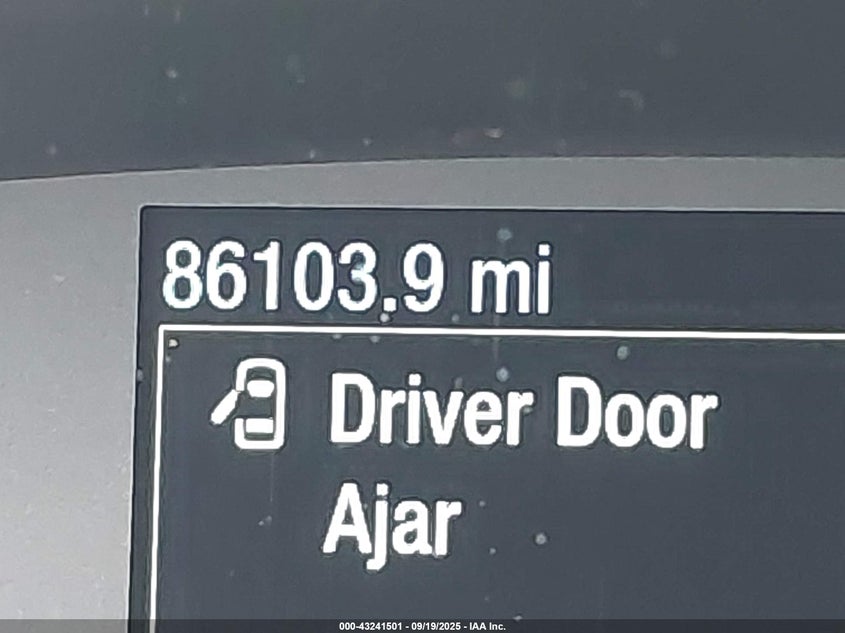 86103.9 mi
Driver Door
Ajar
000-43241501 - 09/19/2025 - IAA Inc.